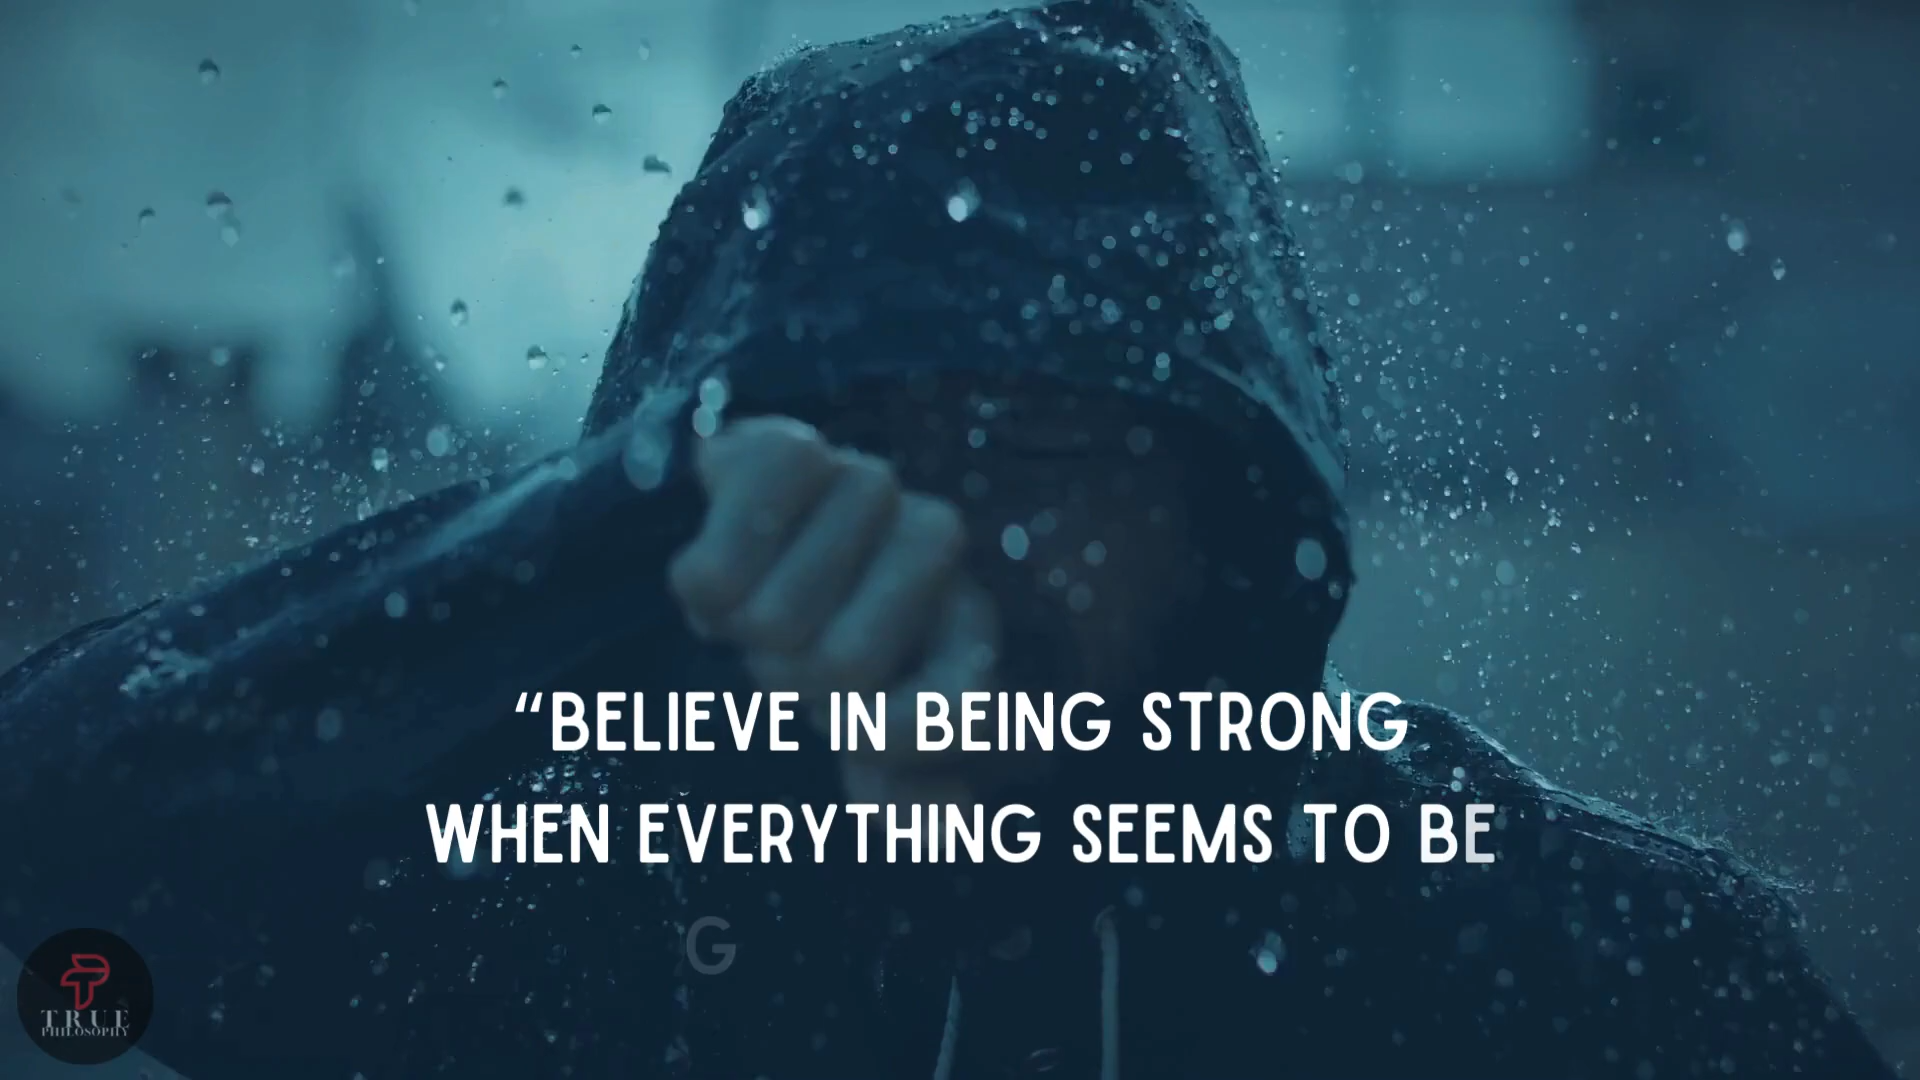 “BELIEVE IN BEING STRONG
WHEN EVERYTHING SEEMS TO BE
G
TRUE
PHILOSOPHY